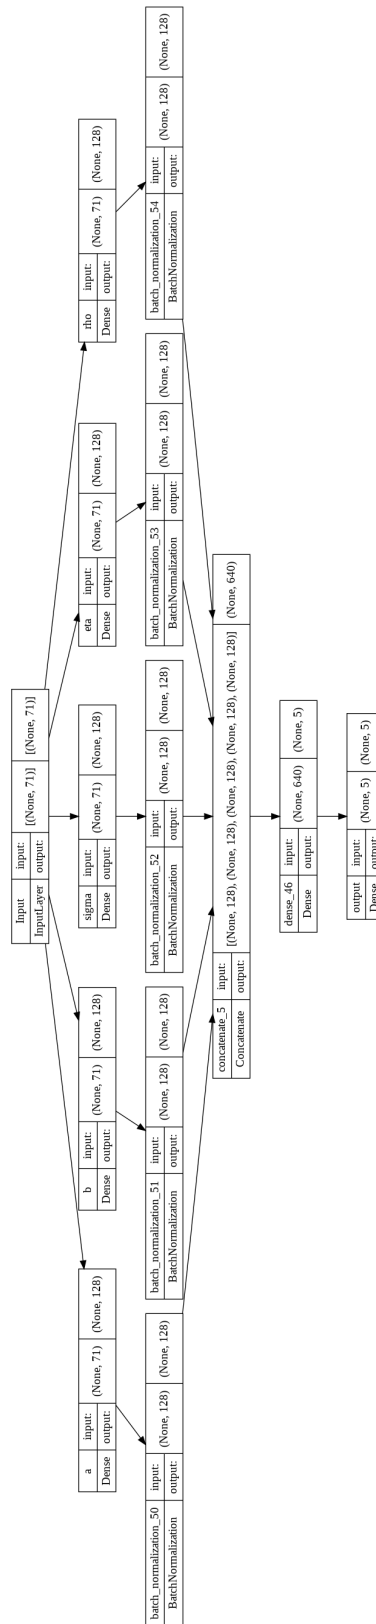 Input
InputLayer
input:
output:
[(None, 71)]
[(None, 71)]
a
Dense
input:
output:
(None, 71)
(None, 128)
b
Dense
input:
output:
(None, 71)
(None, 128)
sigma
Dense
input:
output:
(None, 71)
(None, 128)
eta
Dense
input:
output:
(None, 71)
(None, 128)
rho
Dense
input:
output:
(None, 71)
(None, 128)
batch_normalization_50
BatchNormalization
input:
output:
(None, 128)
(None, 128)
batch_normalization_51
BatchNormalization
input:
output:
(None, 128)
(None, 128)
batch_normalization_52
BatchNormalization
input:
output:
(None, 128)
(None, 128)
batch_normalization_53
BatchNormalization
input:
output:
(None, 128)
(None, 128)
batch_normalization_54
BatchNormalization
input:
output:
(None, 128)
(None, 128)
concatenate_5
Concatenate
input:
output:
[(None, 128), (None, 128), (None, 128), (None, 128), (None, 128)]
(None, 640)
dense_46
Dense
input:
output:
(None, 640)
(None, 5)
output
Dense
input:
output:
(None, 5)
(None, 5)